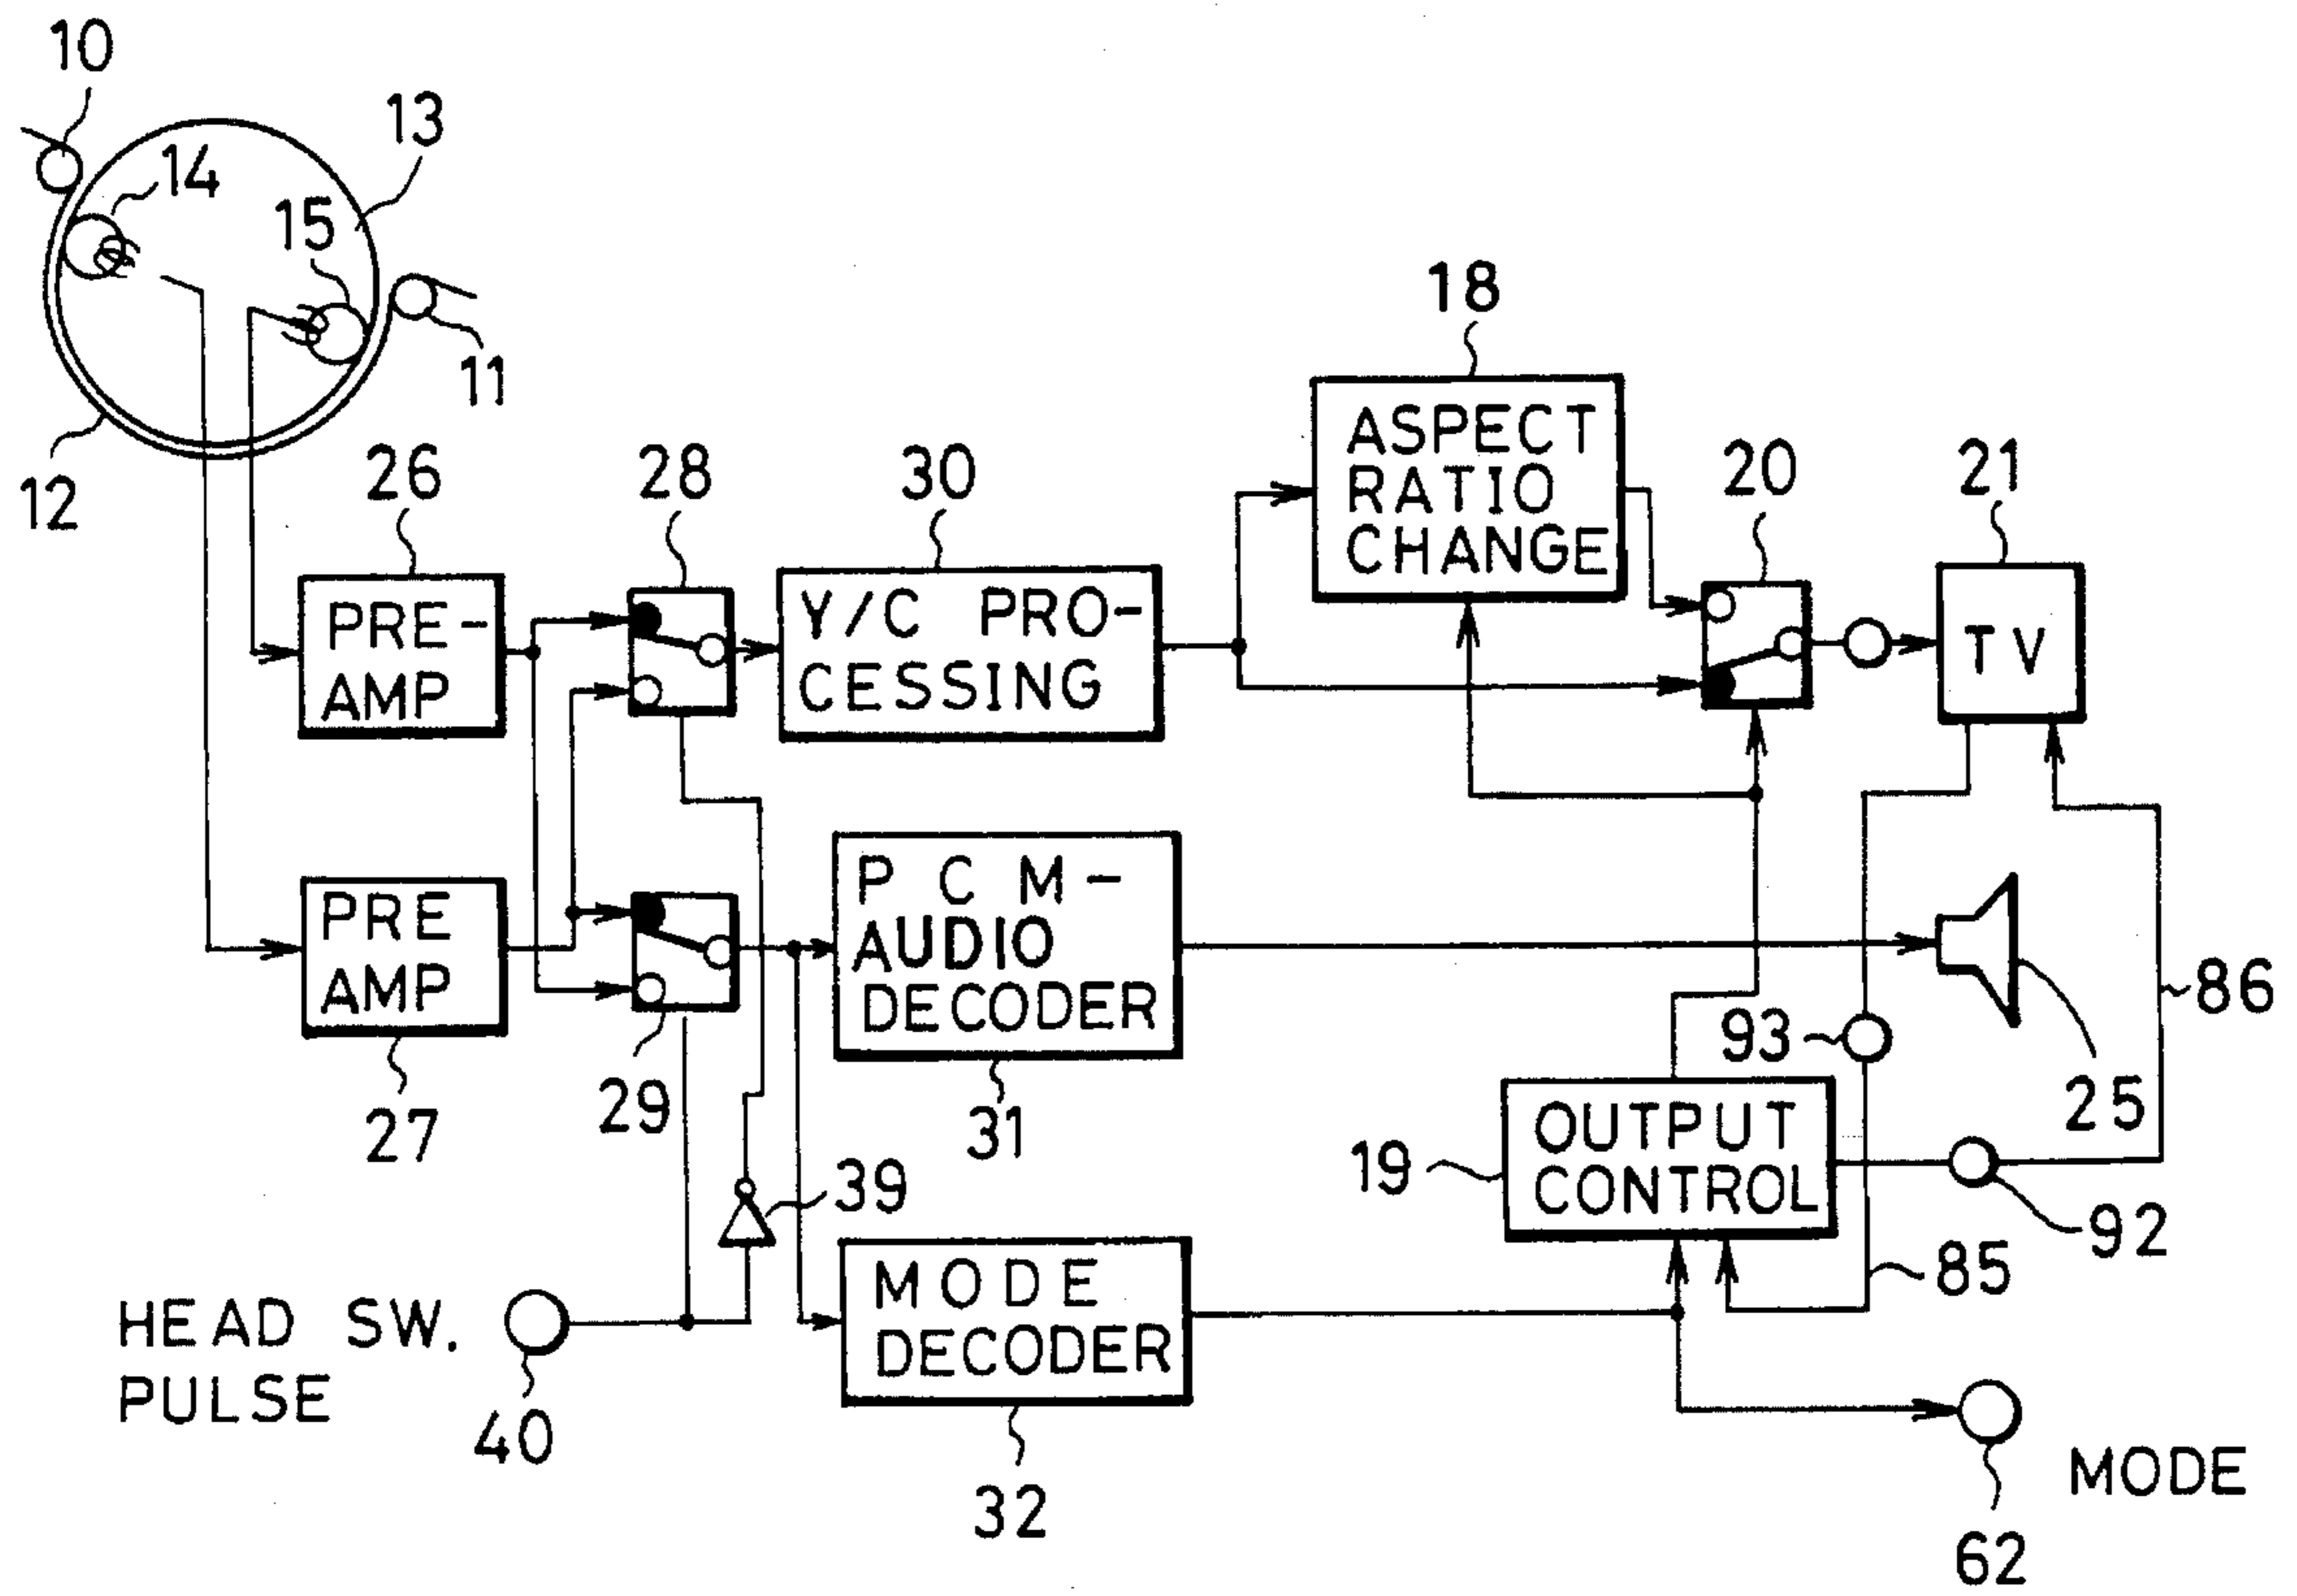 10
13
14
15
11
12
18
ASPECT
RATIO
CHANGE
26
28
30
20
21
PRE-
AMP
Y/C PRO-
CESSING
TV
PRE
AMP
PCM-
AUDIO
DECODER
86
93
25
27
29
31
OUTPUT
CONTROL
19
39
92
85
MODE
DECODER
HEAD SW.
PULSE
40
32
MODE
62